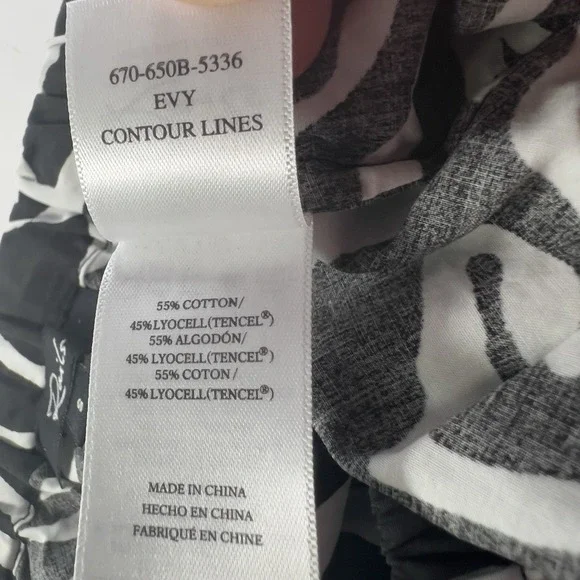 670-650B-5336
EVY
CONTOUR LINES
55% COTTON/
45%LYOCELL(TENCEL®)
55% ALGODÓN/
45%LYOCELL(TENCEL®)
55% COTON/
45%LYOCELL(TENCEL®)
MADE IN CHINA
HECHO EN CHINA
FABRIQUÉ EN CHINE
Rails
S